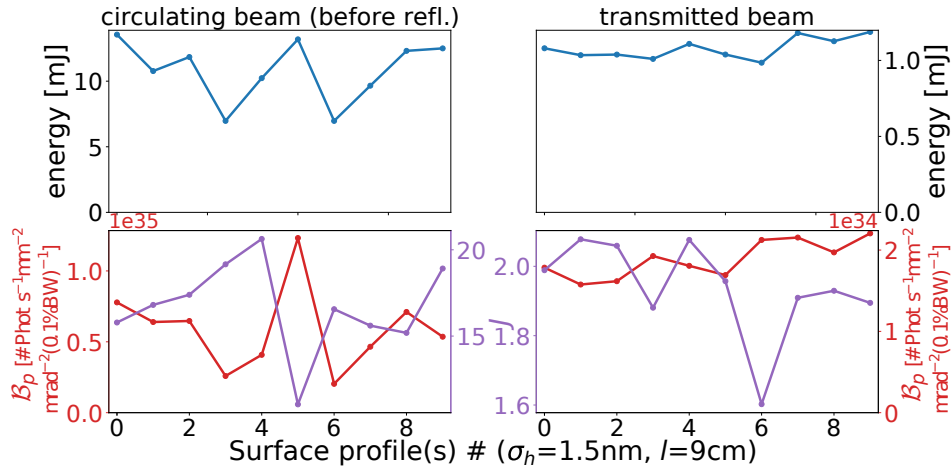 circulating beam (before refl.)
transmitted beam
energy [mJ]
10
5
0
1.0
0.5
0.0
energy [mJ]
1e35
1e34
ℬp [#Phot s⁻¹mm⁻²
mrad⁻²(0.1%BW)⁻¹]
1.0
0.5
0.0
20
15
J
2.0
1.8
1.6
2
1
0
ℬp [#Phot s⁻¹mm⁻²
mrad⁻²(0.1%BW)⁻¹]
0 2 4 6 8
0 2 4 6 8
Surface profile(s) # (σh=1.5nm, l=9cm)